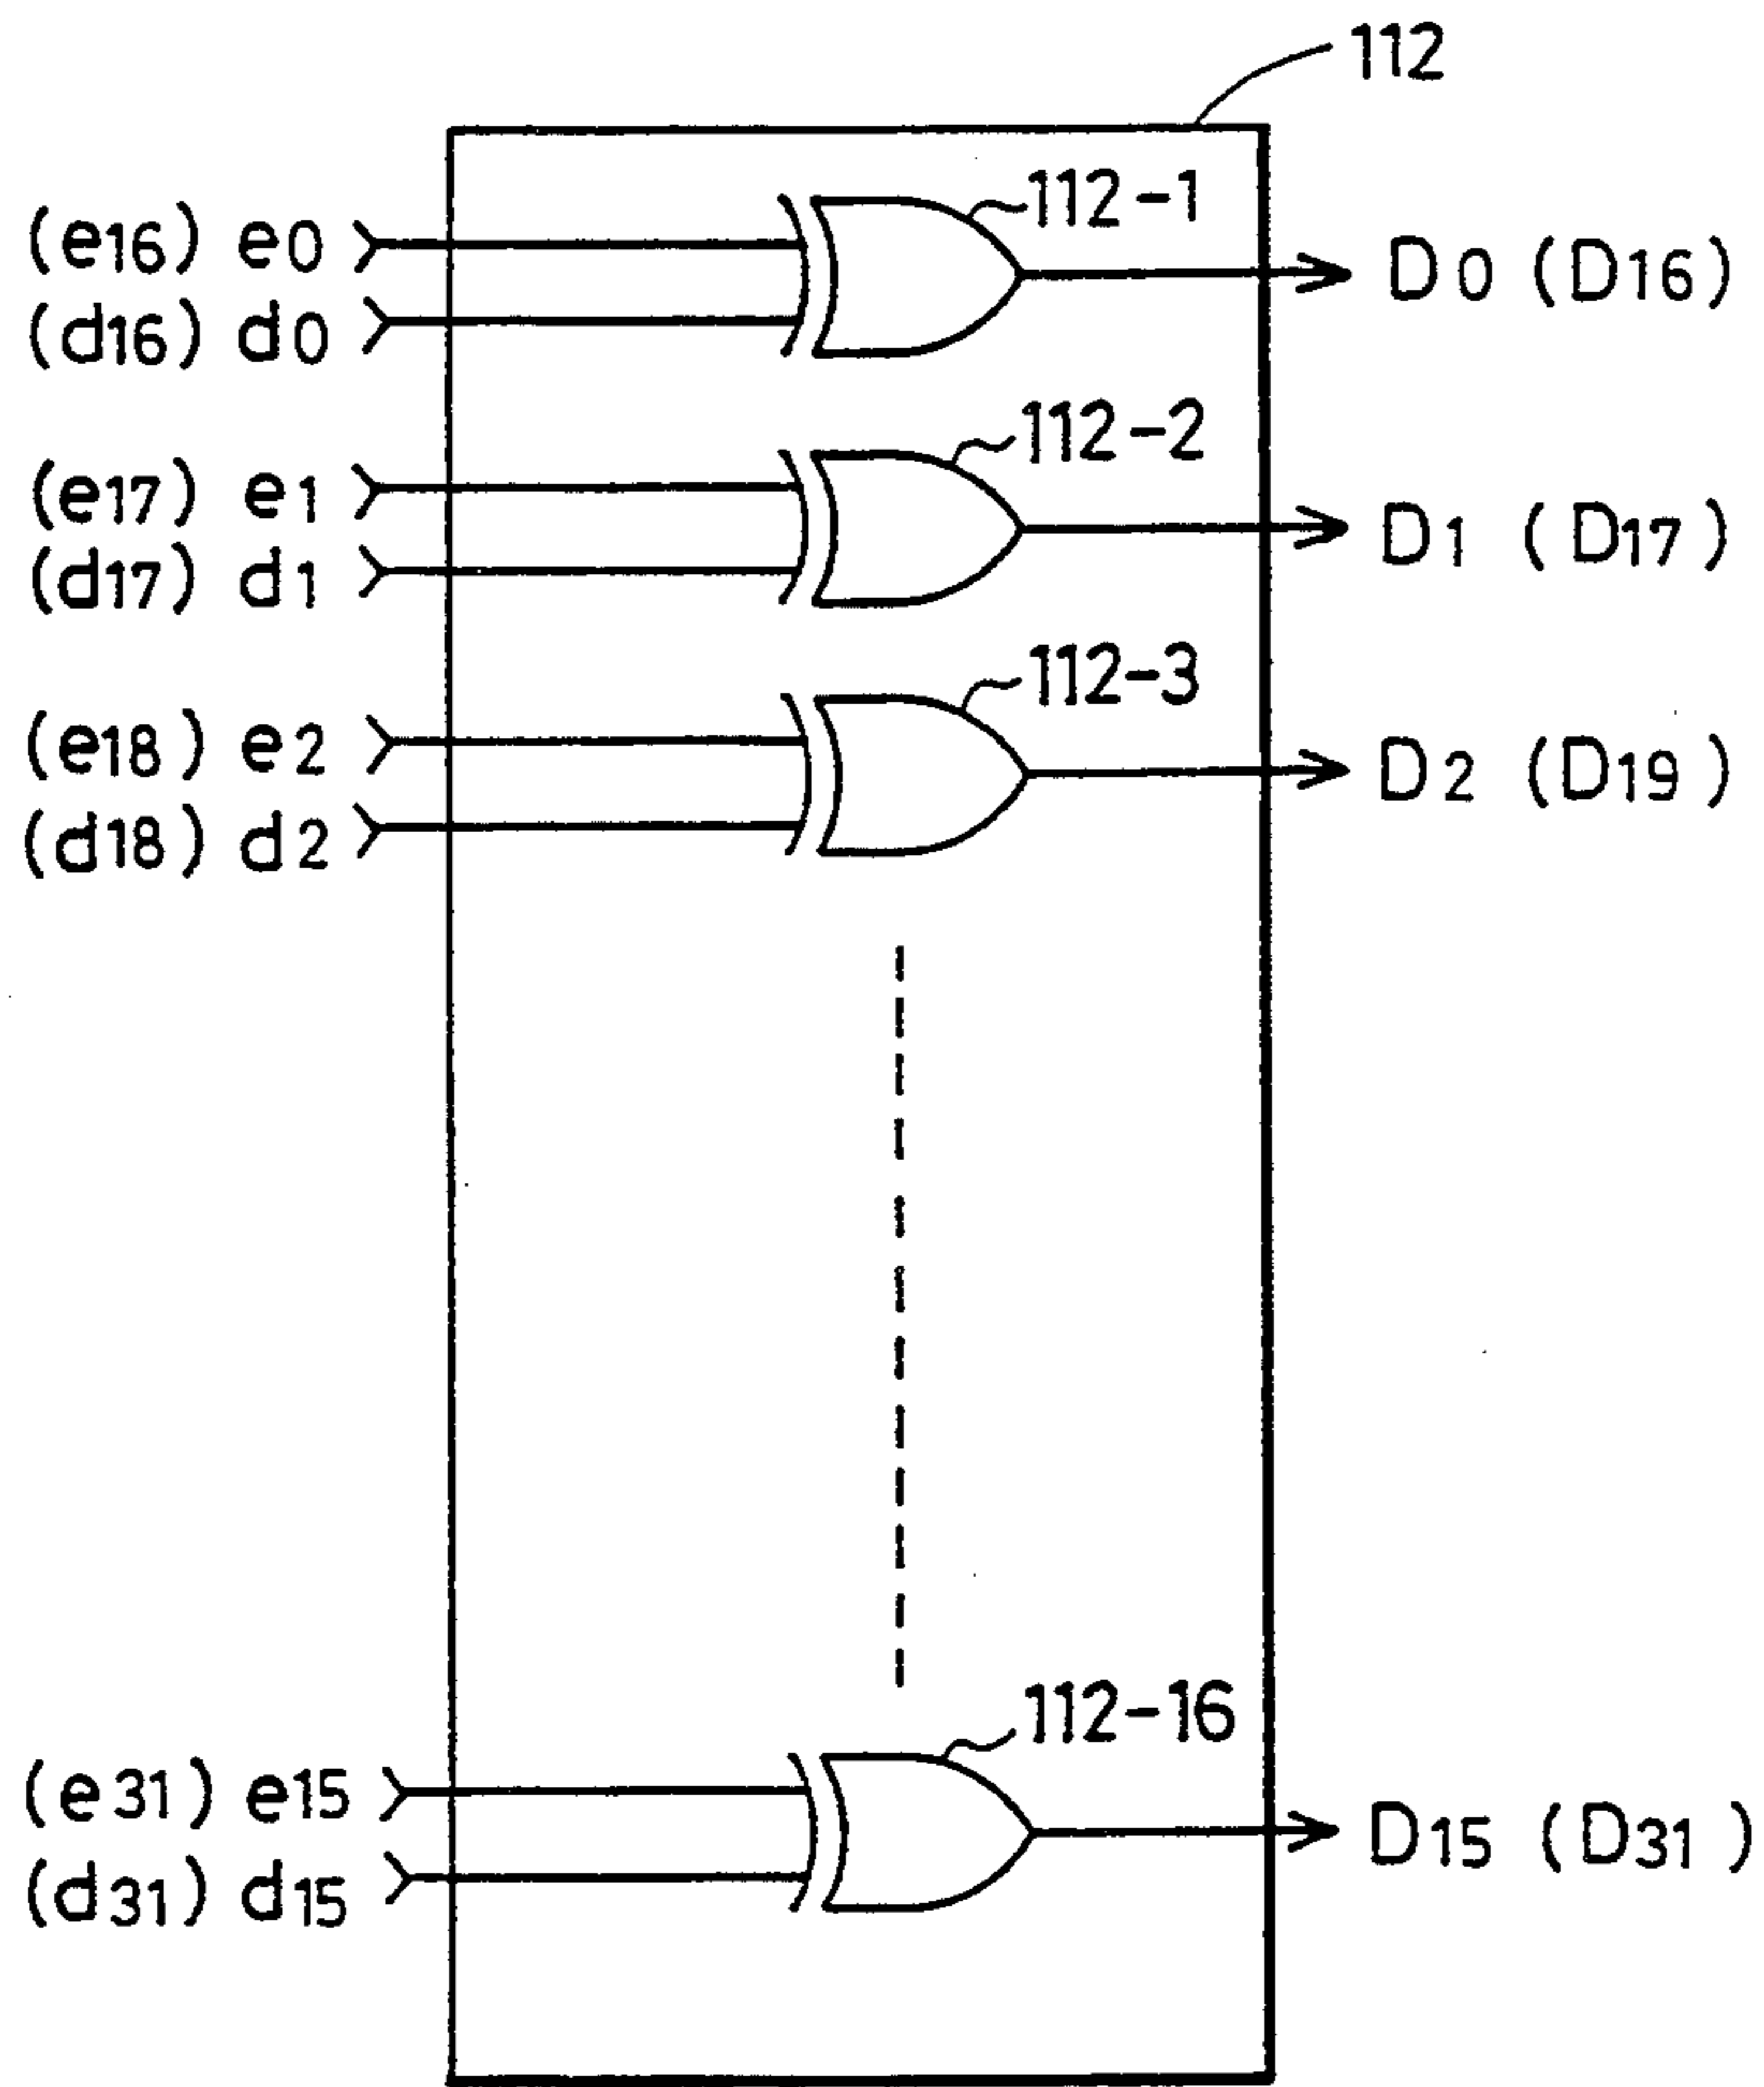 112
112-1
(e16) e0
D0 (D16)
(d16) d0
112-2
(e17) e1
D1 (D17)
(d17) d1
112-3
(e18) e2
D2 (D19)
(d18) d2
112-16
(e31) e15
D15 (D31)
(d31) d15